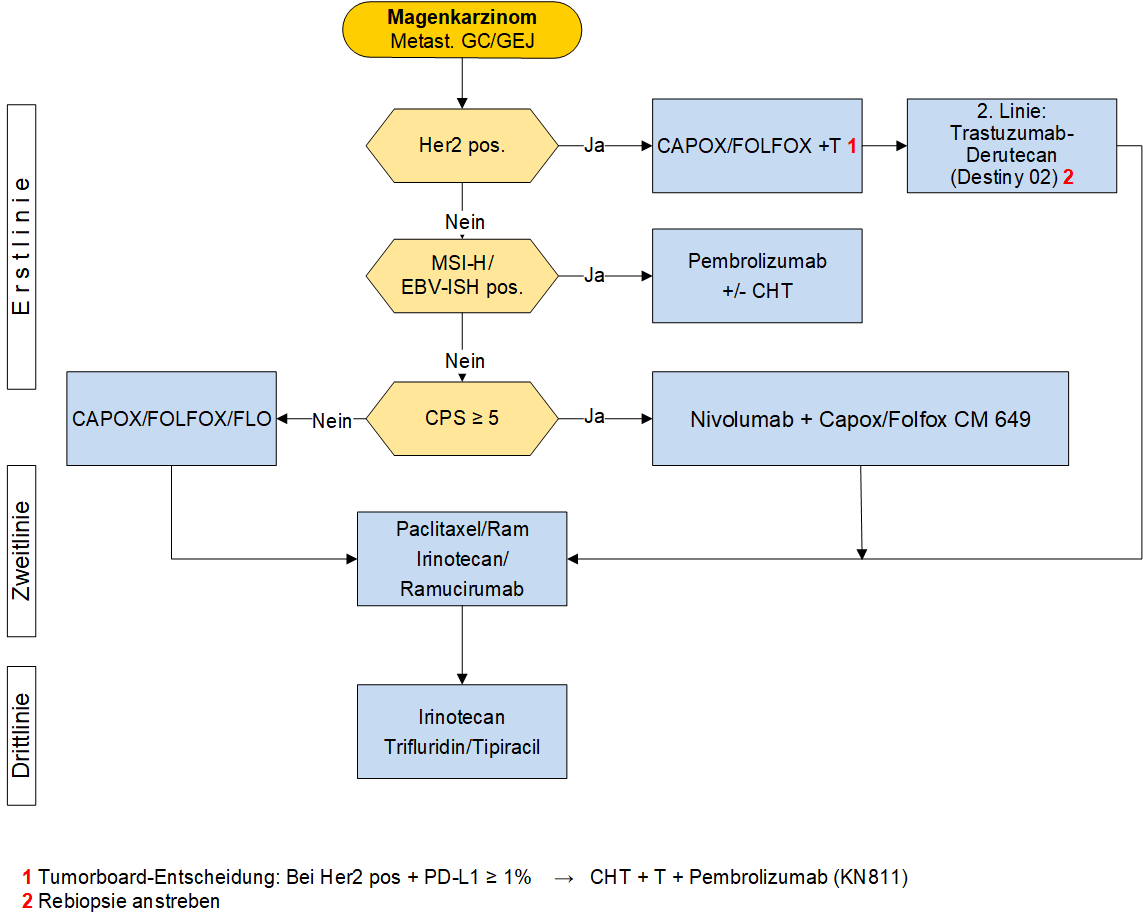 Magenkarzinom
Metast. GC/GEJ
Erstlinie
Her2 pos.
Ja
CAPOX/FOLFOX +T 1
2. Linie:
Trastuzumab-
Derutecan
(Destiny 02) 2
Nein
MSI-H/
EBV-ISH pos.
Ja
Pembrolizumab
+/- CHT
Nein
CAPOX/FOLFOX/FLO
Nein
CPS ≥ 5
Ja
Nivolumab + Capox/Folfox CM 649
Zweitlinie
Paclitaxel/Ram
Irinotecan/
Ramucirumab
Drittlinie
Irinotecan
Trifluridin/Tipiracil
1 Tumorboard-Entscheidung: Bei Her2 pos + PD-L1 ≥ 1% → CHT + T + Pembrolizumab (KN811)
2 Rebiopsie anstreben